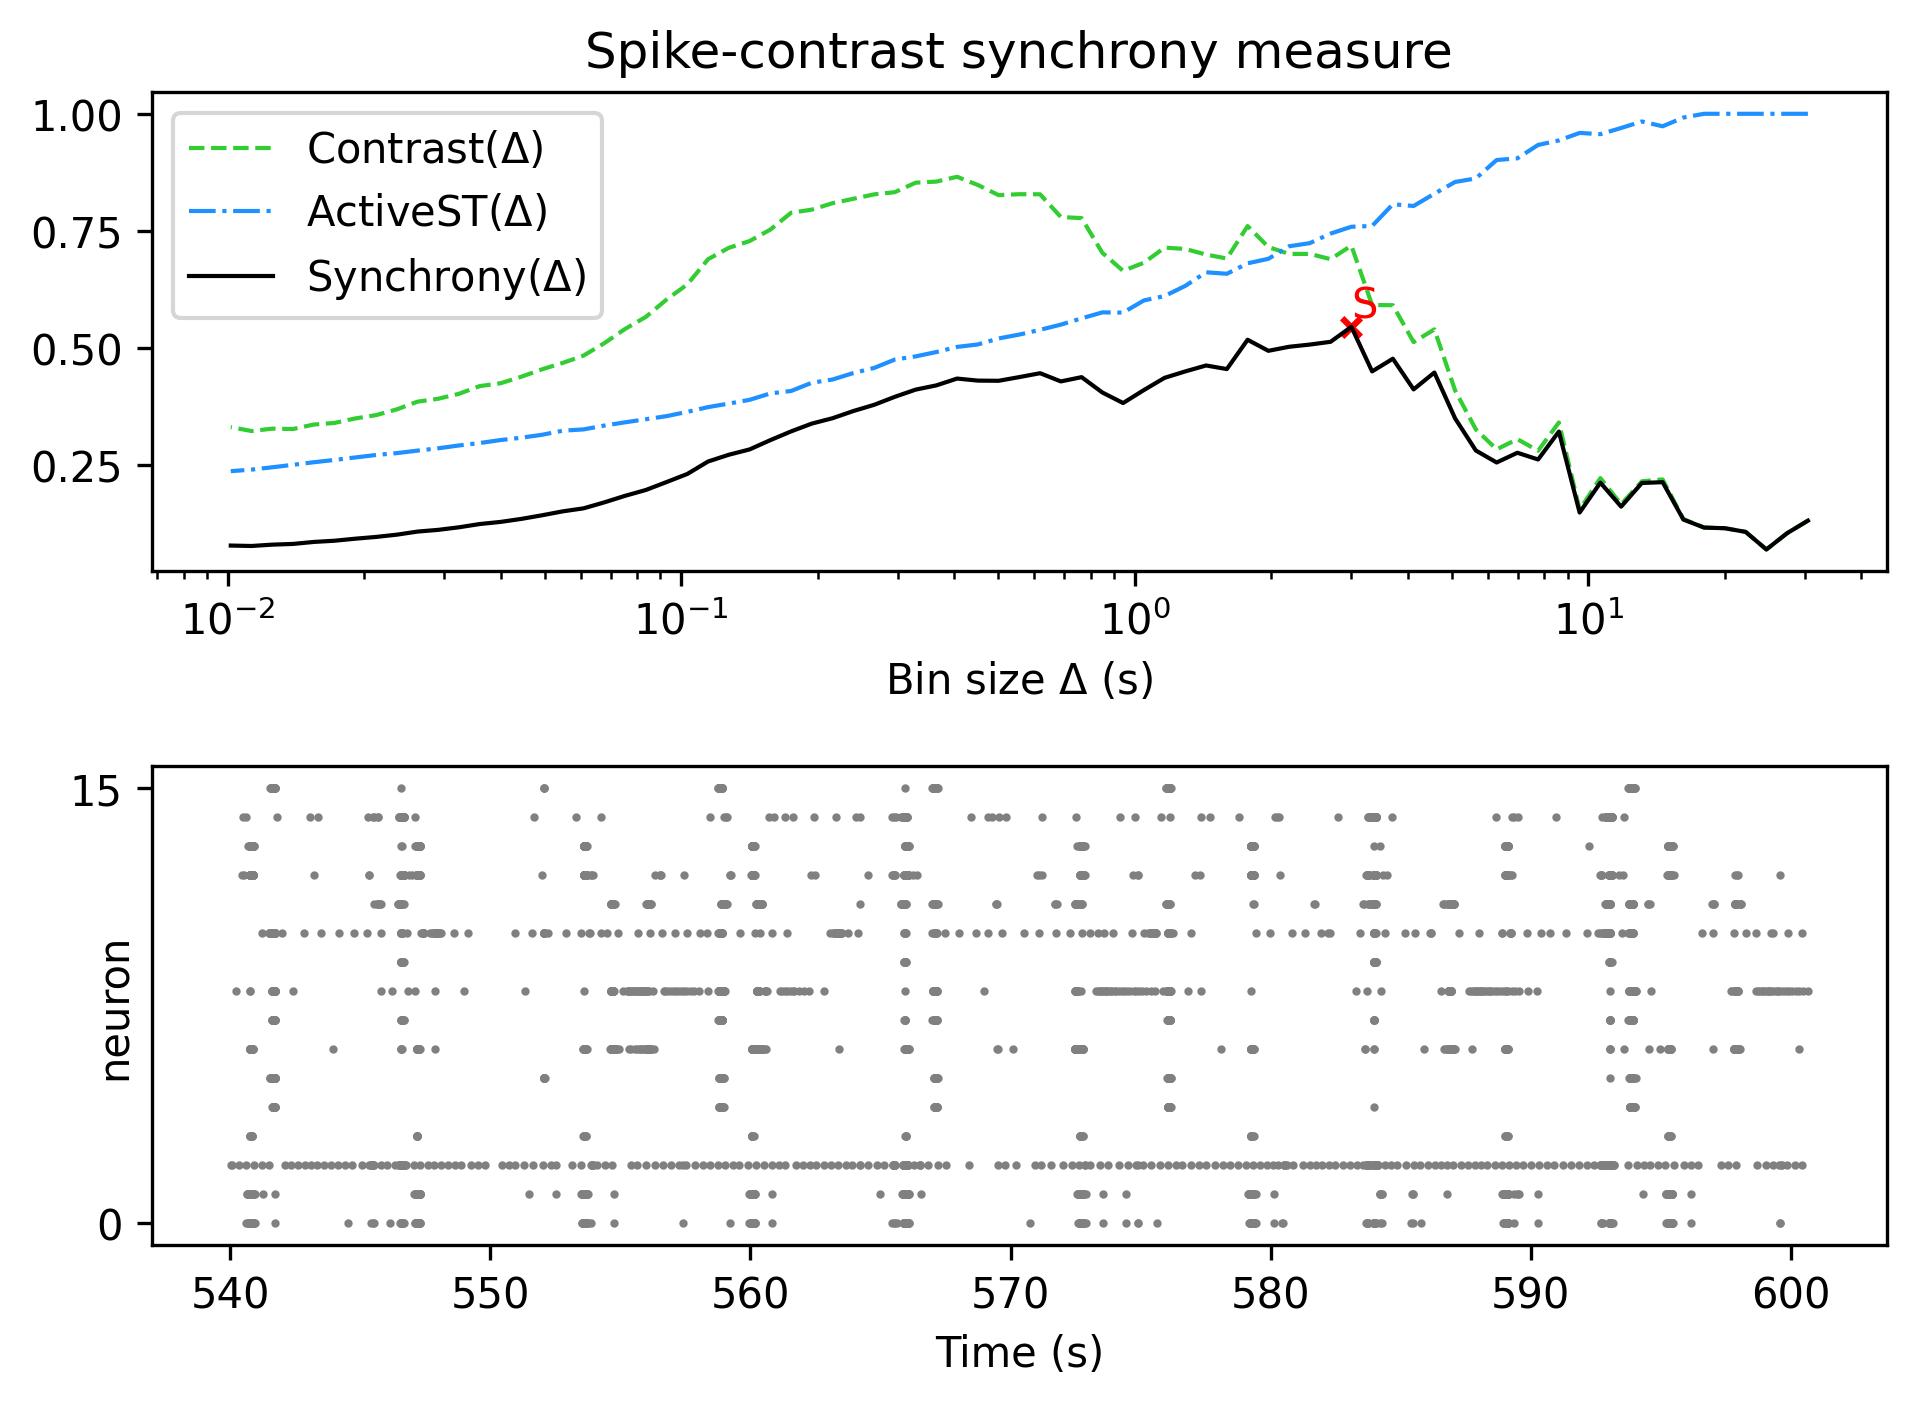 Spike-contrast synchrony measure
1.00
0.75
0.50
0.25
Contrast(Δ)
ActiveST(Δ)
Synchrony(Δ)
S
10⁻² 10⁻¹ 10⁰ 10¹
Bin size Δ (s)
15
0
neuron
540 550 560 570 580 590 600
Time (s)